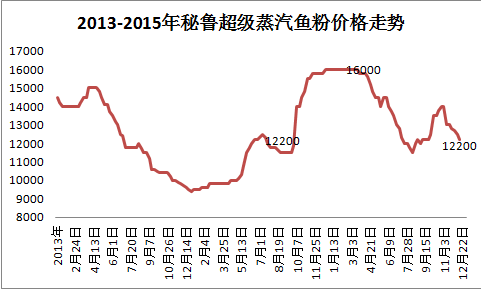 2013-2015年秘鲁超级蒸汽鱼粉价格走势
17000
16000
15000
14000
13000
12000
11000
10000
9000
8000
16000
12200
12200
2013年
2月24日
4月13日
6月1日
7月20日
9月7日
10月26日
12月14日
2月3日
3月25日
5月13日
7月1日
8月19日
10月7日
11月25日
1月13日
3月3日
4月21日
6月9日
7月28日
9月15日
11月3日
12月22日